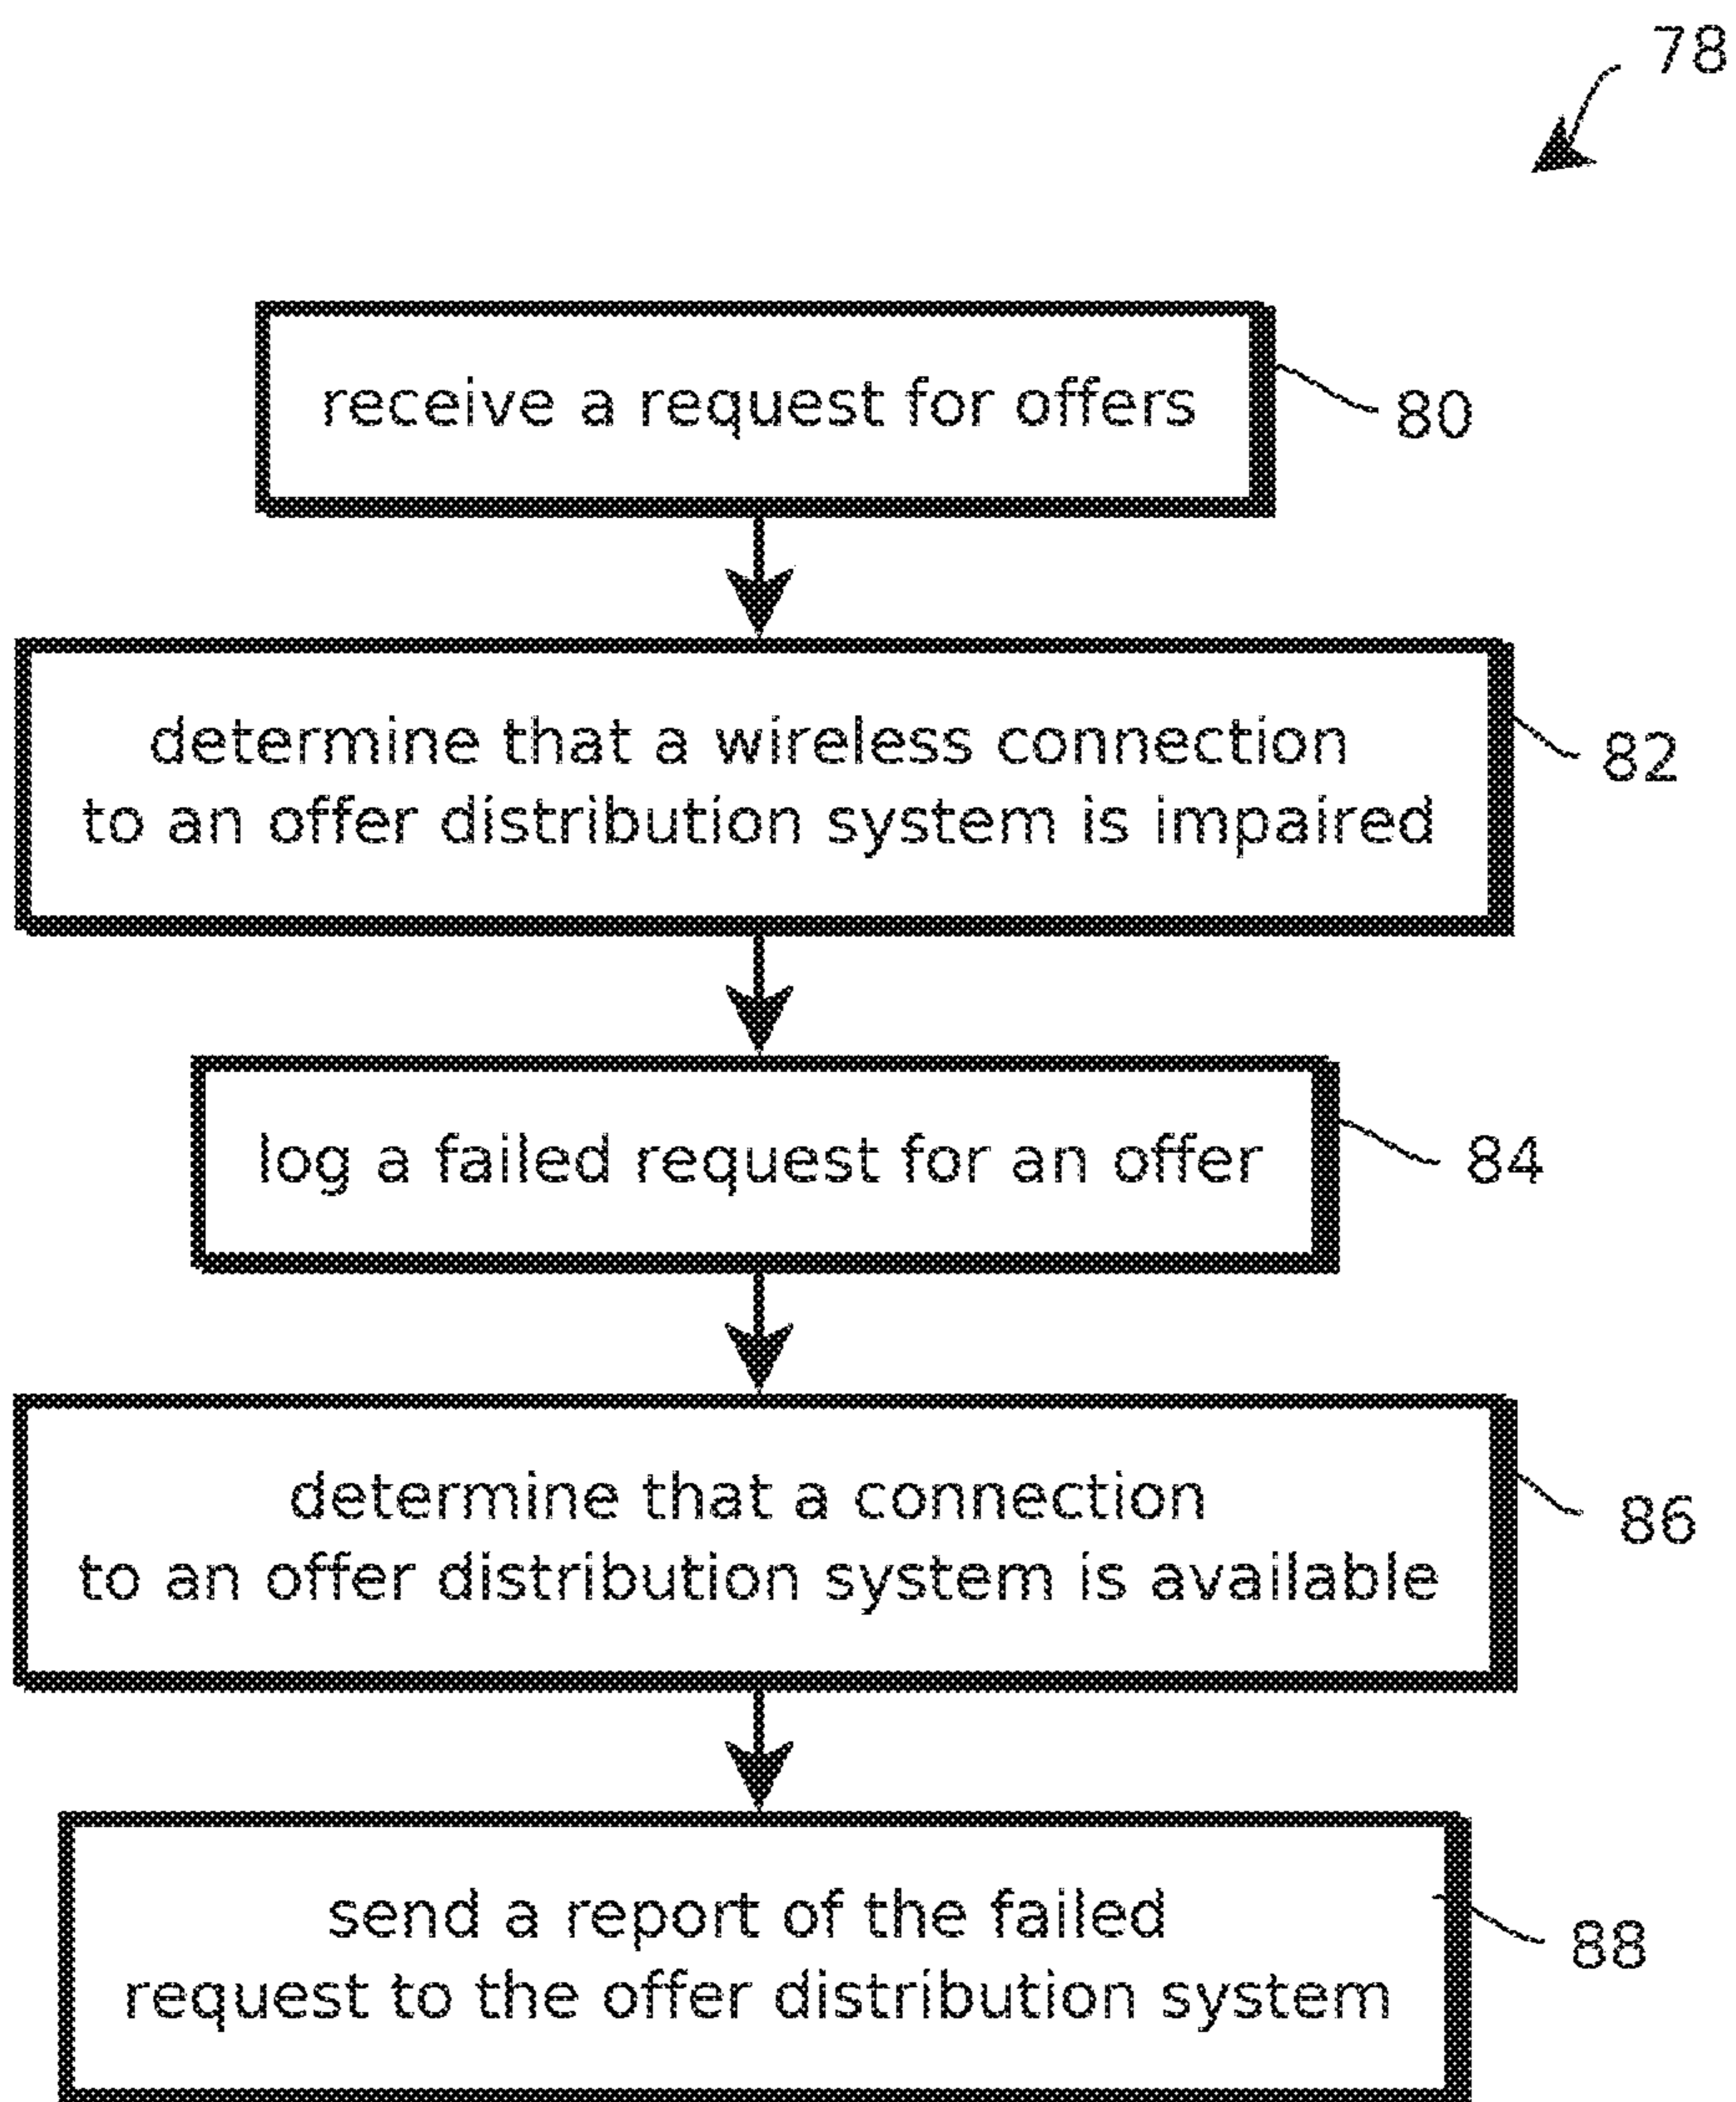 78
receive a request for offers
80
determine that a wireless connection
to an offer distribution system is impaired
82
log a failed request for an offer
84
determine that a connection
to an offer distribution system is available
86
send a report of the failed
request to the offer distribution system
88